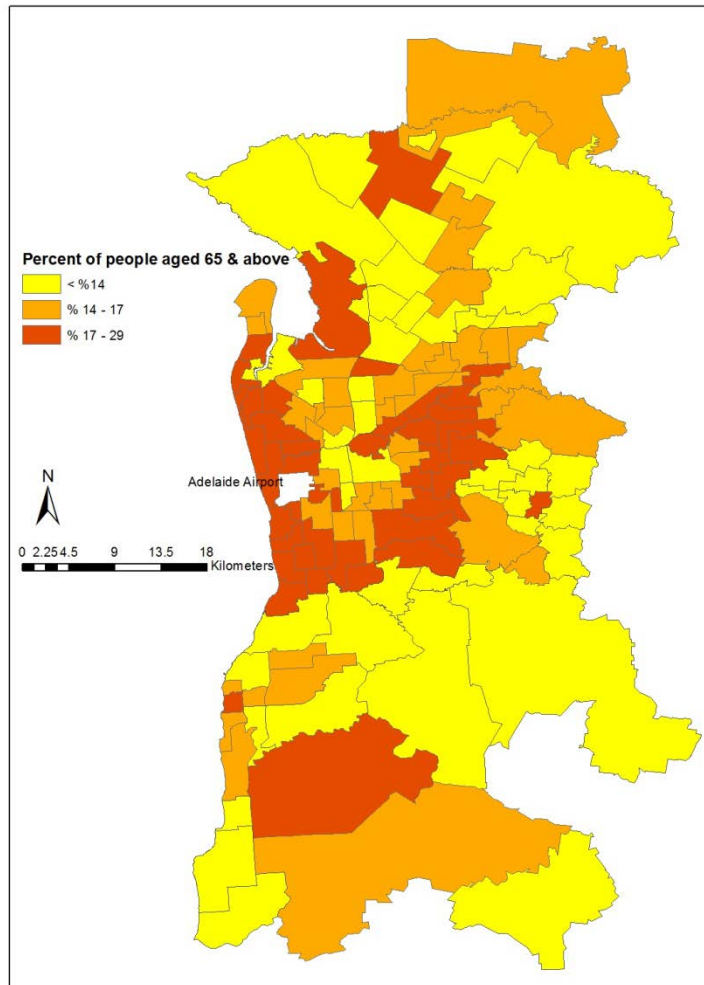 Percent of people aged 65 & above
< %14
% 14 - 17
% 17 - 29
Adelaide Airport
N
0 2.25 4.5 9 13.5 18
Kilometers